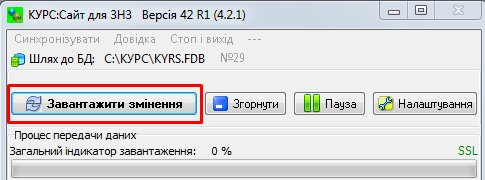 КУРС:Сайт для ЗНЗ Версія 42 R1 (4.2.1)
Синхронізувати Довідка Стоп і вихід ---
Шлях до БД: C:\КУРС\KYRS.FDB №29
Завантажити змінення Згорнути Пауза Налаштування
Процес передачи даних
Загальний індикатор завантаження: 0 % SSL